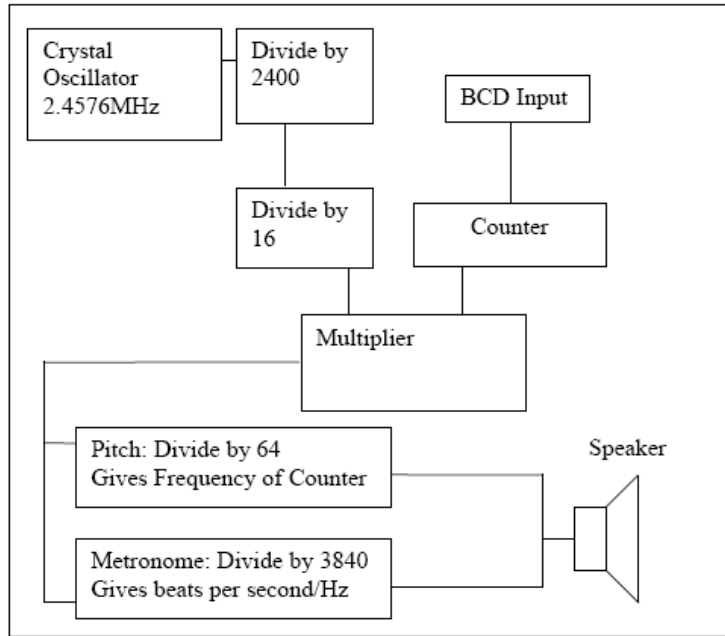 Crystal
Oscillator
2.4576MHz
Divide by
2400
BCD Input
Divide by
16
Counter
Multiplier
Pitch: Divide by 64
Gives Frequency of Counter
Speaker
Metronome: Divide by 3840
Gives beats per second/Hz